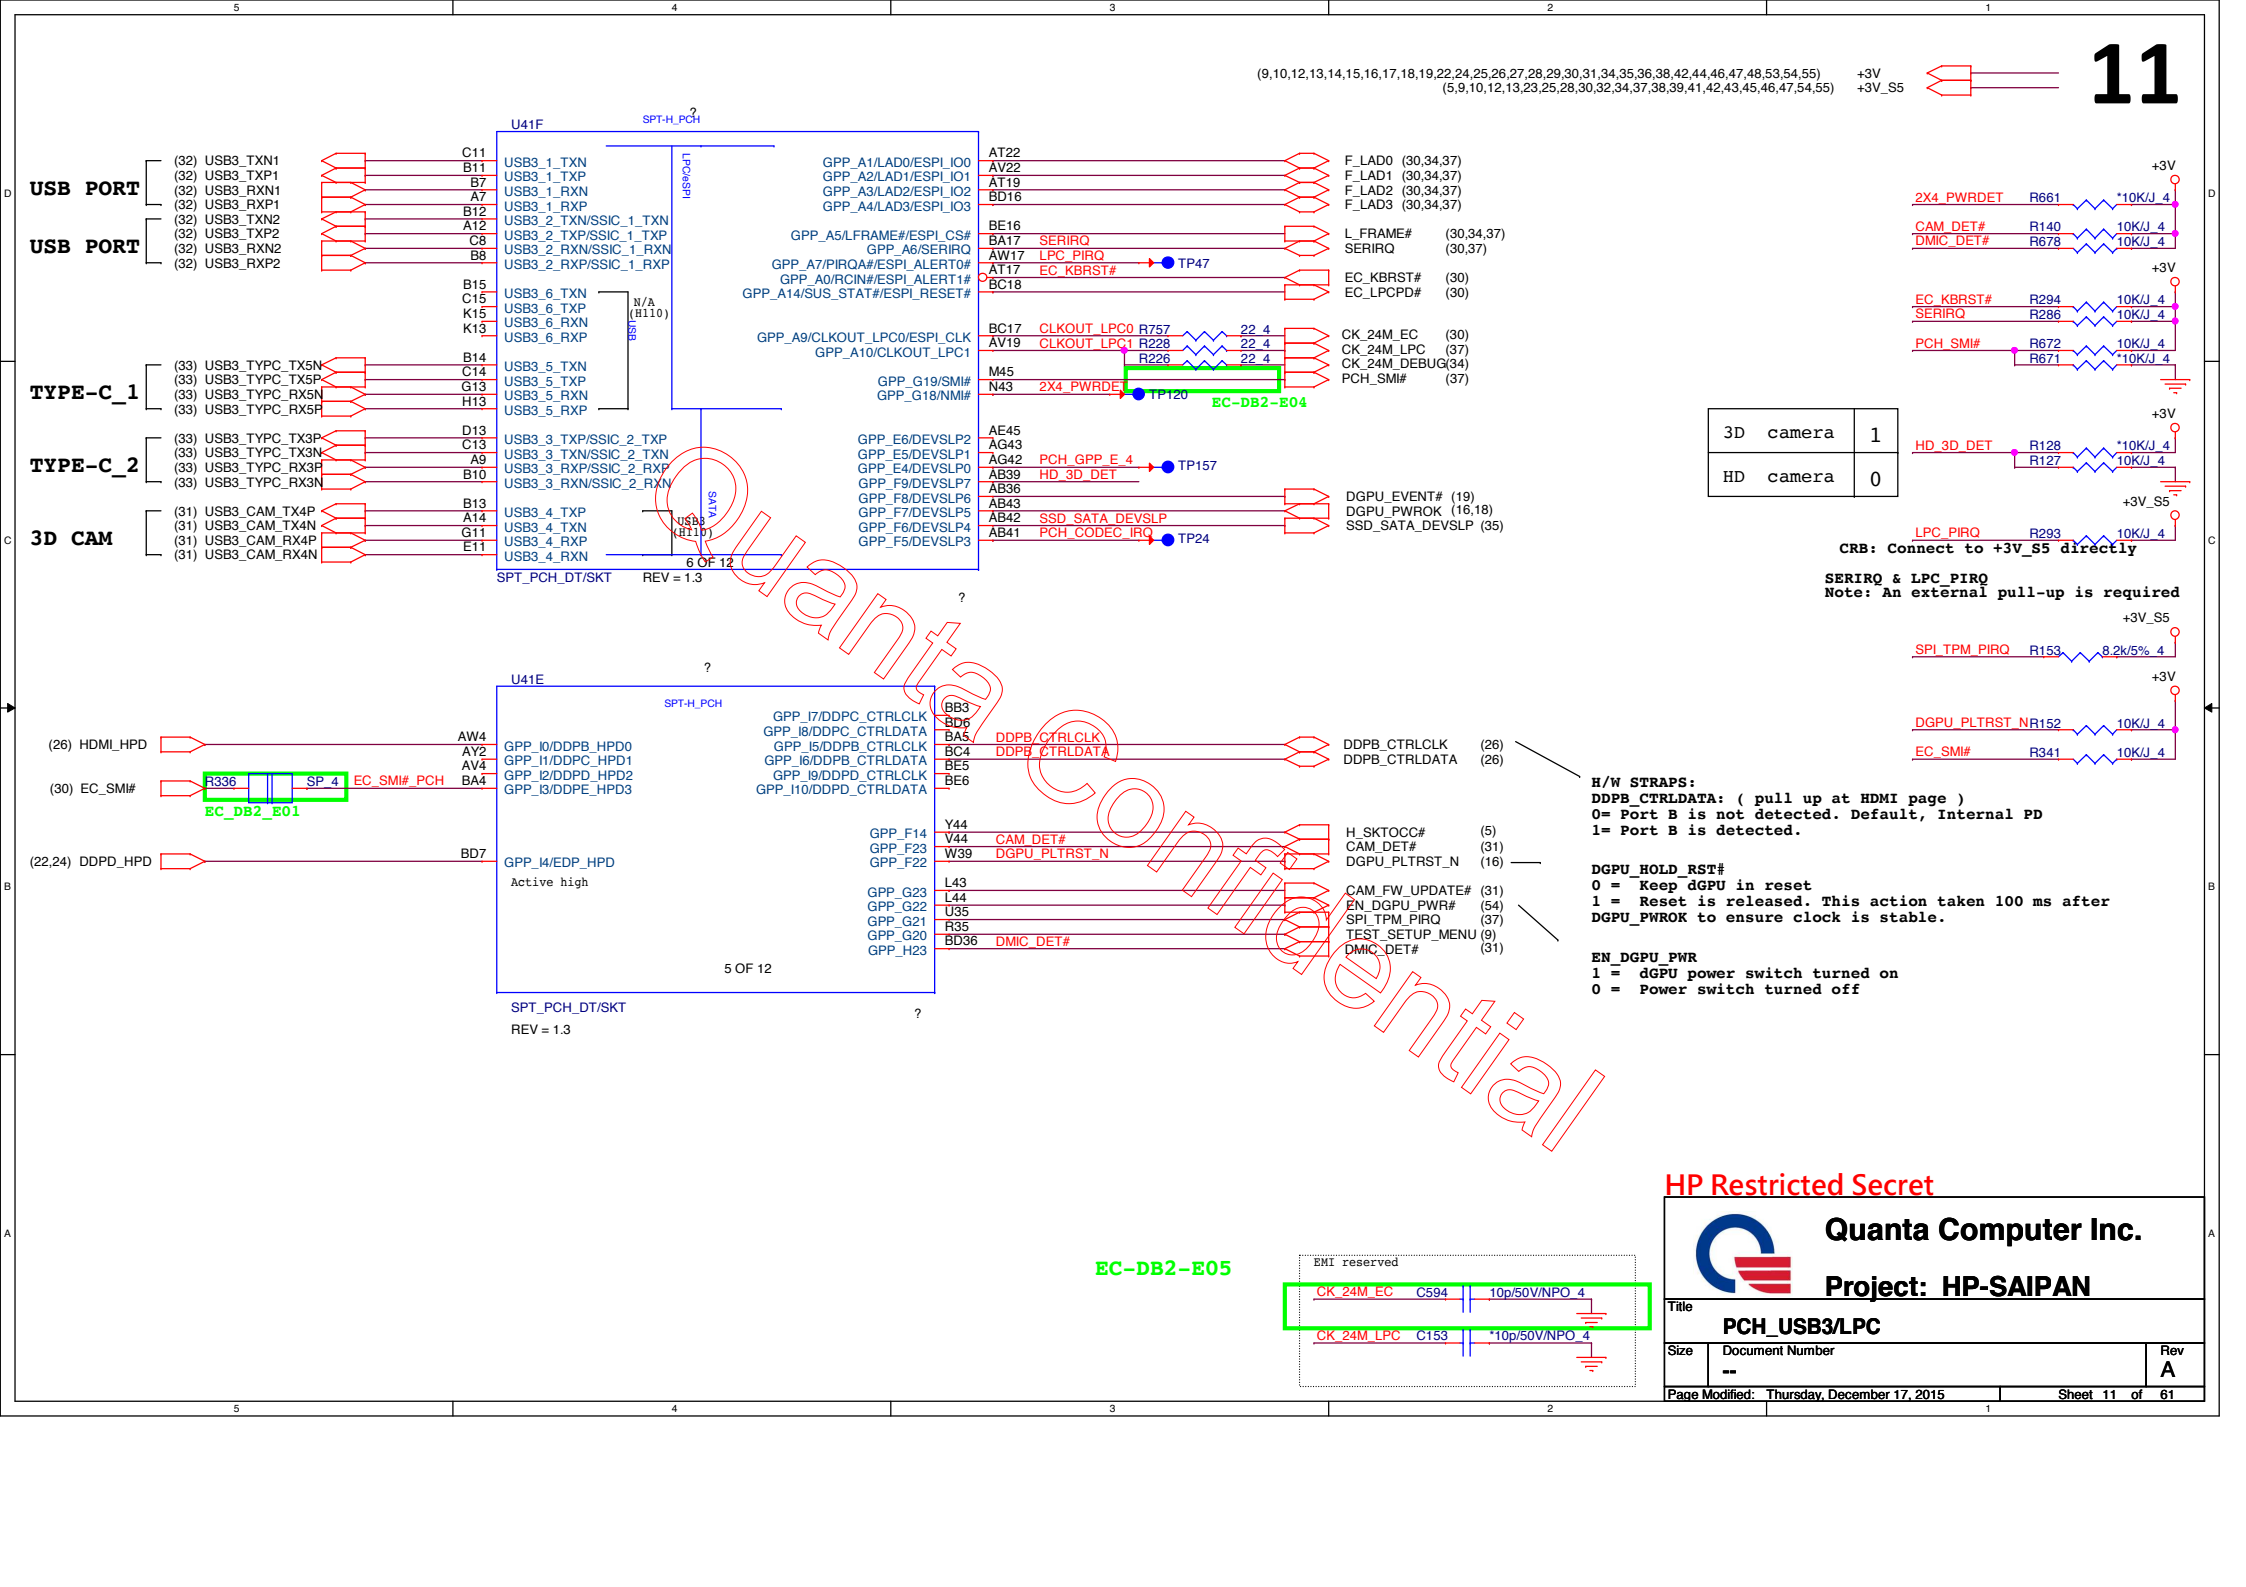 5 4 3 2 1
11
(9,10,12,13,14,15,16,17,18,19,22,24,25,26,27,28,29,30,31,34,35,36,38,42,44,46,47,48,53,54,55) +3V
(5,9,10,12,13,23,25,28,30,32,34,37,38,39,41,42,43,45,46,47,54,55) +3V_S5
?
U41F SPT-H_PCH
USB PORT
(32) USB3_TXN1 C11 USB3_1_TXN
(32) USB3_TXP1 B11 USB3_1_TXP
(32) USB3_RXN1 B7 USB3_1_RXN
(32) USB3_RXP1 A7 USB3_1_RXP
USB PORT
(32) USB3_TXN2 B12 USB3_2_TXN/SSIC_1_TXN
(32) USB3_TXP2 A12 USB3_2_TXP/SSIC_1_TXP
(32) USB3_RXN2 C8 USB3_2_RXN/SSIC_1_RXN
(32) USB3_RXP2 B8 USB3_2_RXP/SSIC_1_RXP
B15 USB3_6_TXN
C15 USB3_6_TXP
K15 USB3_6_RXN
K13 USB3_6_RXP
N/A
(H110)
USB
LPC/eSPI
TYPE-C_1
(33) USB3_TYPC_TX5N B14 USB3_5_TXN
(33) USB3_TYPC_TX5P C14 USB3_5_TXP
(33) USB3_TYPC_RX5N G13 USB3_5_RXN
(33) USB3_TYPC_RX5P H13 USB3_5_RXP
TYPE-C_2
(33) USB3_TYPC_TX3P D13 USB3_3_TXP/SSIC_2_TXP
(33) USB3_TYPC_TX3N C13 USB3_3_TXN/SSIC_2_TXN
(33) USB3_TYPC_RX3P A9 USB3_3_RXP/SSIC_2_RXP
(33) USB3_TYPC_RX3N B10 USB3_3_RXN/SSIC_2_RXN
3D CAM
(31) USB3_CAM_TX4P B13 USB3_4_TXP
(31) USB3_CAM_TX4N A14 USB3_4_TXN
(31) USB3_CAM_RX4P G11 USB3_4_RXP
(31) USB3_CAM_RX4N E11 USB3_4_RXN
SATA
USB3
(H110)
6 OF 12
SPT_PCH_DT/SKT REV = 1.3
?
GPP_A1/LAD0/ESPI_IO0 AT22 F_LAD0 (30,34,37)
GPP_A2/LAD1/ESPI_IO1 AV22 F_LAD1 (30,34,37)
GPP_A3/LAD2/ESPI_IO2 AT19 F_LAD2 (30,34,37)
GPP_A4/LAD3/ESPI_IO3 BD16 F_LAD3 (30,34,37)
GPP_A5/LFRAME#/ESPI_CS# BE16 L_FRAME# (30,34,37)
GPP_A6/SERIRQ BA17 SERIRQ SERIRQ (30,37)
GPP_A7/PIRQA#/ESPI_ALERT0# AW17 LPC_PIRQ TP47
GPP_A0/RCIN#/ESPI_ALERT1# AT17 EC_KBRST# EC_KBRST# (30)
GPP_A14/SUS_STAT#/ESPI_RESET# BC18 EC_LPCPD# (30)
GPP_A9/CLKOUT_LPC0/ESPI_CLK BC17 CLKOUT_LPC0 R757 22_4 CK_24M_EC (30)
GPP_A10/CLKOUT_LPC1 AV19 CLKOUT_LPC1 R228 22_4 CK_24M_LPC (37)
R226 22_4 CK_24M_DEBUG(34)
GPP_G19/SMI# M45 PCH_SMI# (37)
GPP_G18/NMI# N43 2X4_PWRDET TP120
EC-DB2-E04
GPP_E6/DEVSLP2 AE45
GPP_E5/DEVSLP1 AG43
GPP_E4/DEVSLP0 AG42 PCH_GPP_E_4 TP157
GPP_F9/DEVSLP7 AB39 HD_3D_DET
GPP_F8/DEVSLP6 AB36 DGPU_EVENT# (19)
GPP_F7/DEVSLP5 AB43 DGPU_PWROK (16,18)
GPP_F6/DEVSLP4 AB42 SSD_SATA_DEVSLP SSD_SATA_DEVSLP (35)
GPP_F5/DEVSLP3 AB41 PCH_CODEC_IRQ TP24
+3V
2X4_PWRDET R661 *10K/J_4
CAM_DET# R140 10K/J_4
DMIC_DET# R678 10K/J_4
+3V
EC_KBRST# R294 10K/J_4
SERIRQ R286 10K/J_4
PCH_SMI# R672 10K/J_4
R671 *10K/J_4
3D camera 1
HD camera 0
+3V
HD_3D_DET R128 *10K/J_4
R127 10K/J_4
+3V_S5
LPC_PIRQ R293 10K/J_4
CRB: Connect to +3V_S5 directly
SERIRQ & LPC_PIRQ
Note: An external pull-up is required
+3V_S5
SPI_TPM_PIRQ R153 8.2k/5%_4
+3V
DGPU_PLTRST_N R152 10K/J_4
EC_SMI# R341 10K/J_4
?
U41E
SPT-H_PCH
(26) HDMI_HPD AW4 GPP_I0/DDPB_HPD0
AY2 GPP_I1/DDPC_HPD1
AV4 GPP_I2/DDPD_HPD2
(30) EC_SMI# R336 SP_4 EC_SMI#_PCH BA4 GPP_I3/DDPE_HPD3
EC_DB2_E01
(22,24) DDPD_HPD BD7 GPP_I4/EDP_HPD
Active high
GPP_I7/DDPC_CTRLCLK BB3
GPP_I8/DDPC_CTRLDATA BD6
GPP_I5/DDPB_CTRLCLK BA5 DDPB_CTRLCLK DDPB_CTRLCLK (26)
GPP_I6/DDPB_CTRLDATA BC4 DDPB_CTRLDATA DDPB_CTRLDATA (26)
GPP_I9/DDPD_CTRLCLK BE5
GPP_I10/DDPD_CTRLDATA BE6
GPP_F14 Y44 H_SKTOCC# (5)
GPP_F23 V44 CAM_DET# CAM_DET# (31)
GPP_F22 W39 DGPU_PLTRST_N DGPU_PLTRST_N (16)
GPP_G23 L43 CAM_FW_UPDATE# (31)
GPP_G22 L44 EN_DGPU_PWR# (54)
GPP_G21 U35 SPI_TPM_PIRQ (37)
GPP_G20 R35 TEST_SETUP_MENU (9)
GPP_H23 BD36 DMIC_DET# DMIC_DET# (31)
5 OF 12
SPT_PCH_DT/SKT
REV = 1.3
?
H/W STRAPS:
DDPB_CTRLDATA: ( pull up at HDMI page )
0= Port B is not detected. Default, Internal PD
1= Port B is detected.
DGPU_HOLD_RST#
0 = Keep dGPU in reset
1 = Reset is released. This action taken 100 ms after
DGPU_PWROK to ensure clock is stable.
EN_DGPU_PWR
1 = dGPU power switch turned on
0 = Power switch turned off
Quanta Confidential
EC-DB2-E05
EMI reserved
CK_24M_EC C594 10p/50V/NPO_4
CK_24M_LPC C153 *10p/50V/NPO_4
HP Restricted Secret
Quanta Computer Inc.
Project: HP-SAIPAN
Title
PCH_USB3/LPC
Size Document Number Rev
-- A
Page Modified: Thursday, December 17, 2015 Sheet 11 of 61
D D
C C
B B
A A
5 4 3 2 1